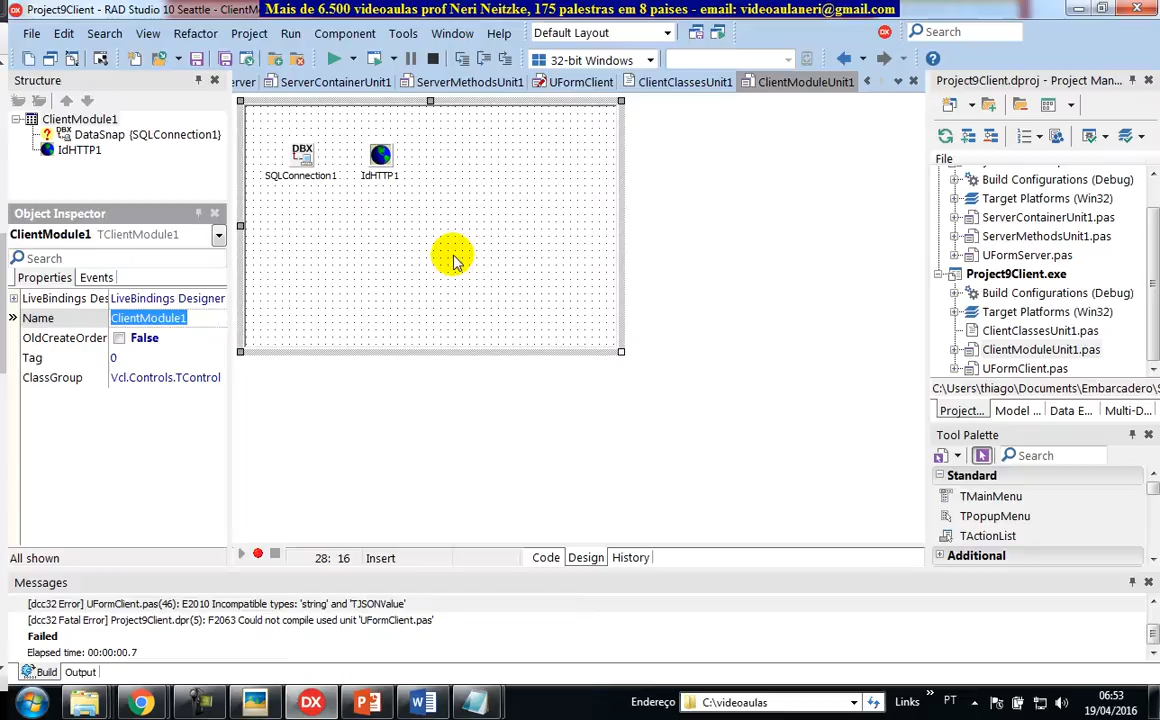 Project9Client - RAD Studio 10 Seattle - ClientM
Mais de 6.500 videoaulas prof Neri Neitzke, 175 palestras em 8 paises - email: videoaulaneri@gmail.com
File Edit Search View Refactor Project Run Component Tools Window Help
Default Layout
Search
32-bit Windows
Structure
erver ServerContainerUnit1 ServerMethodsUnit1 UFormClient ClientClassesUnit1 ClientModuleUnit1
Project9Client.dproj - Project Man...
ClientModule1
DataSnap {SQLConnection1}
IdHTTP1
DBX
SQLConnection1
IdHTTP1
File
Build Configurations (Debug)
Target Platforms (Win32)
ServerContainerUnit1.pas
ServerMethodsUnit1.pas
UFormServer.pas
Project9Client.exe
Build Configurations (Debug)
Target Platforms (Win32)
ClientClassesUnit1.pas
ClientModuleUnit1.pas
UFormClient.pas
C:\Users\thiago\Documents\Embarcadero\S
Project... Model ... Data E... Multi-D...
Object Inspector
ClientModule1 TClientModule1
Search
Properties Events
LiveBindings Des LiveBindings Designer
Name ClientModule1
OldCreateOrder False
Tag 0
ClassGroup Vcl.Controls.TControl
All shown
Tool Palette
Search
Standard
TMainMenu
TPopupMenu
TActionList
Additional
28: 16 Insert Code Design History
Messages
[dcc32 Error] UFormClient.pas(46): E2010 Incompatible types: 'string' and 'TJSONValue'
[dcc32 Fatal Error] Project9Client.dpr(5): F2063 Could not compile used unit 'UFormClient.pas'
Failed
Elapsed time: 00:00:00.7
Build Output
Endereço C:\videoaulas Links PT
06:53
19/04/2016